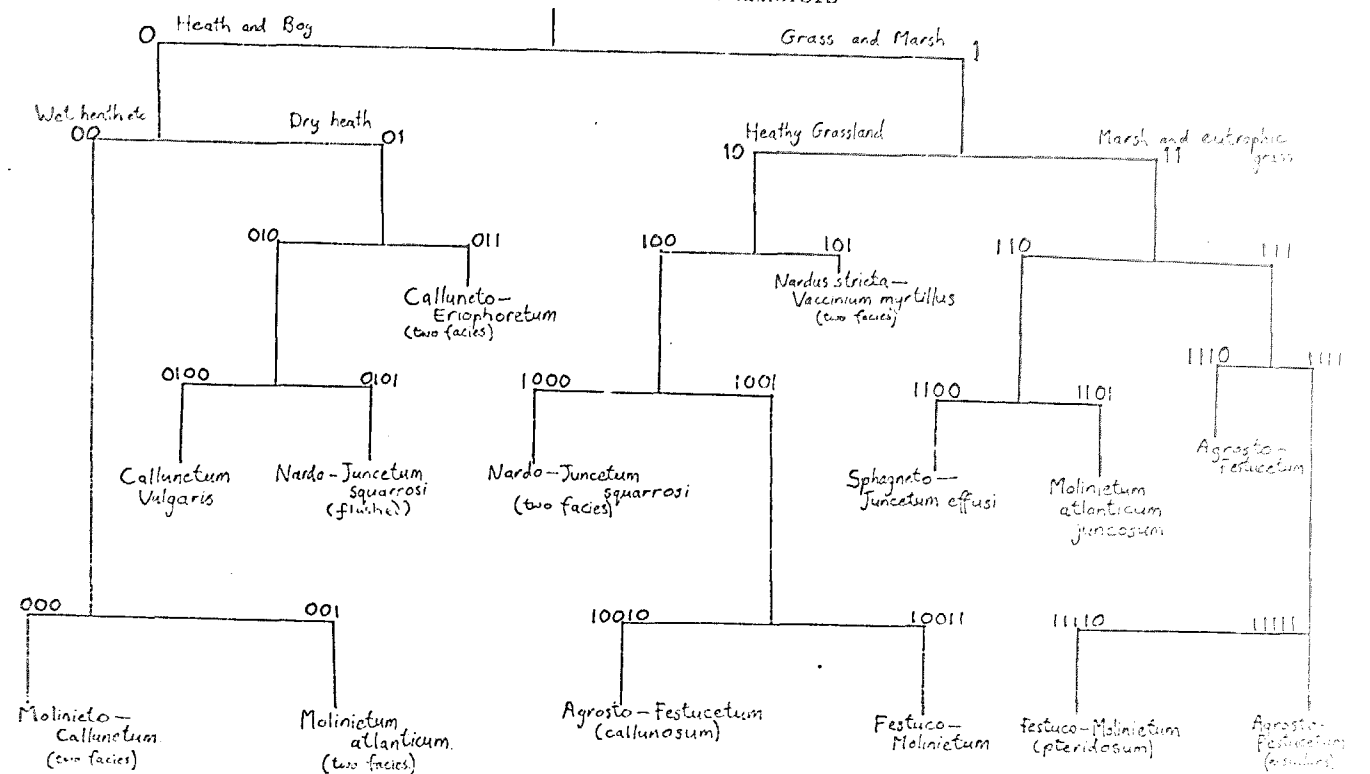 0 Heath and Bog
Grass and Marsh 1
Wet heath etc
00
Dry heath
01
Heathy Grassland
10
Marsh and eutrophic
11 grass
010
011
100
101
110
111
Calluneto-
Eriophoretum
(two facies)
Nardus stricta-
Vaccinium myrtillus
(two facies)
0100
0101
1000
1001
1100
1101
1110
1111
Callunetum
Vulgaris
Nardo-Juncetum
squarrosi
Nardo-Juncetum
squarrosi
(two facies)
Sphagneto-
Juncetum effusi
Molinietum
atlanticum
juncosum
Agrosto-
Festucetum
000
001
10010
10011
11110
11111
Molinieto-
Callunetum
(two facies)
Molinietum
atlanticum.
(two facies)
Agrosto-Festucetum
(callunosum)
Festuco-
Molinietum
Festuco-Molinietum
(pteridosum)
Agrosto-
Festucetum